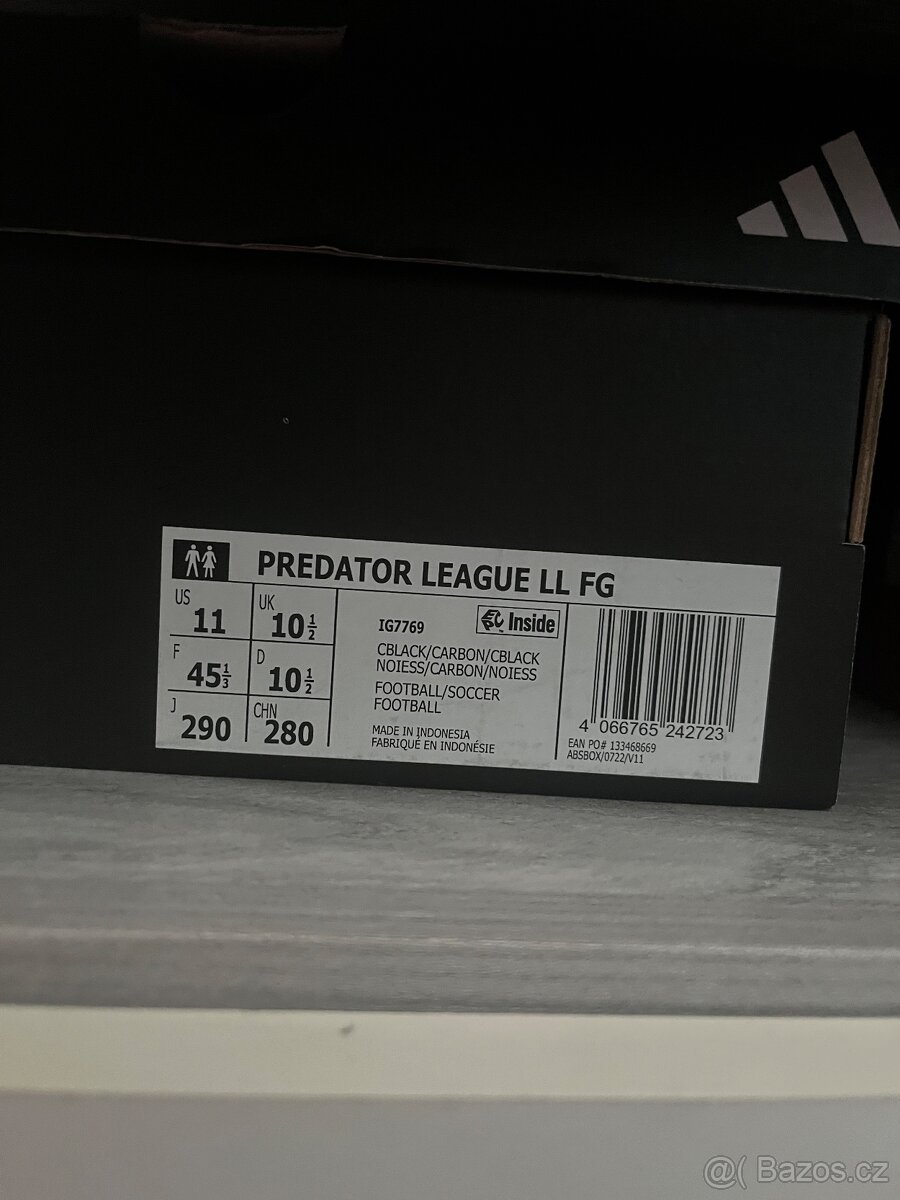 PREDATOR LEAGUE LL FG
US 11
UK 10 1/2
F 45 1/3
D 10 1/2
J 290
CHN 280
IG7769
Inside
CBLACK/CARBON/CBLACK
NOIESS/CARBON/NOIESS
FOOTBALL/SOCCER
FOOTBALL
MADE IN INDONESIA
FABRIQUÉ EN INDONÉSIE
4 066765 242723
EAN PO# 133468669
ABSBOX/0722/V11
@( Bazos.cz